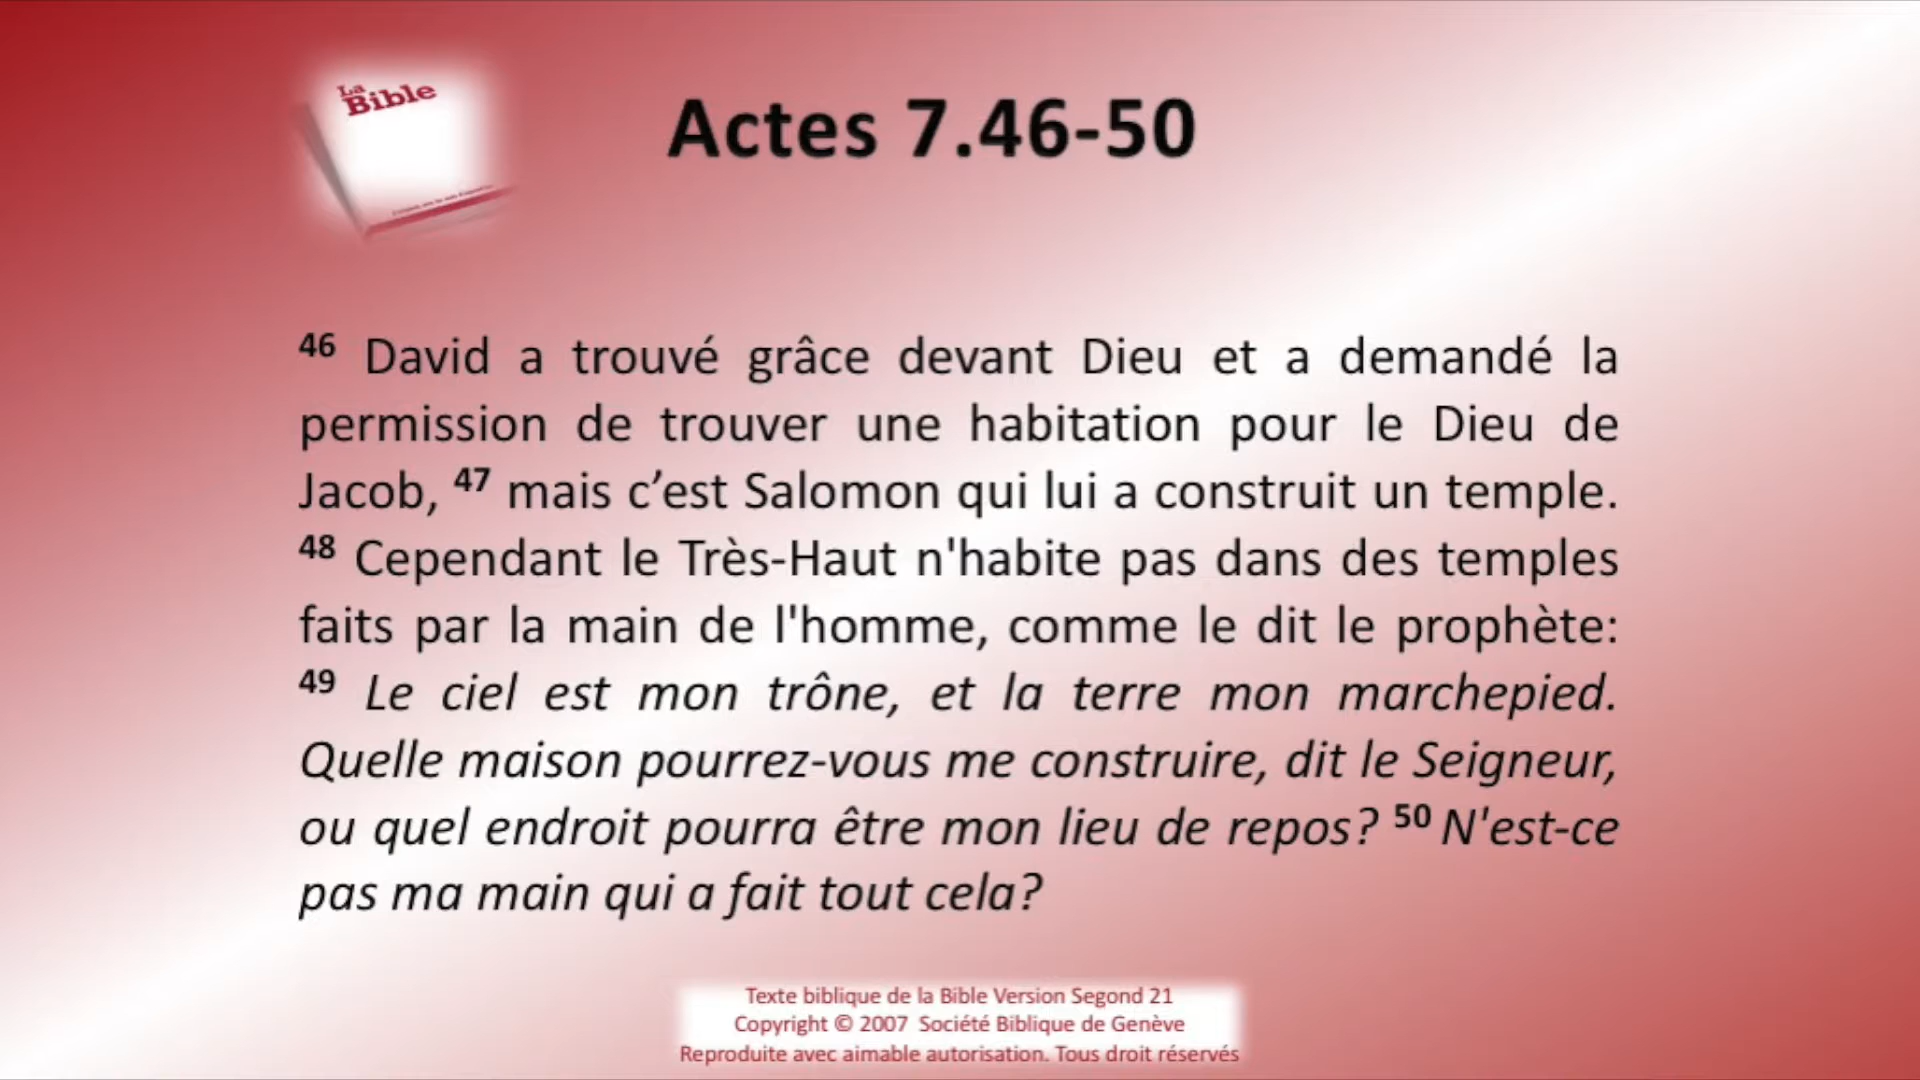 La
Bible
Actes 7.46-50
46 David a trouvé grâce devant Dieu et a demandé la
permission de trouver une habitation pour le Dieu de
Jacob, 47 mais c’est Salomon qui lui a construit un temple.
48 Cependant le Très-Haut n'habite pas dans des temples
faits par la main de l'homme, comme le dit le prophète:
49 Le ciel est mon trône, et la terre mon marchepied.
Quelle maison pourrez-vous me construire, dit le Seigneur,
ou quel endroit pourra être mon lieu de repos? 50 N'est-ce
pas ma main qui a fait tout cela?
Texte biblique de la Bible Version Segond 21
Copyright © 2007 Société Biblique de Genève
Reproduite avec aimable autorisation. Tous droit réservés